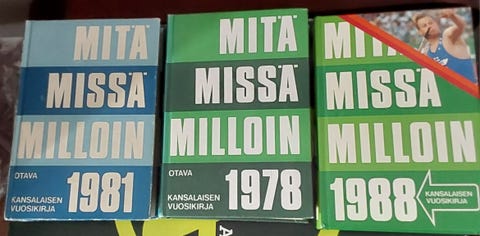 MITÄ
MISSÄ
MILLOIN
OTAVA
1981
KANSALAISEN
VUOSIKIRJA
MITÄ
MISSÄ
MILLOIN
OTAVA
1978
KANSALAISEN
VUOSIKIRJA
MITÄ
MISSÄ
MILLOIN
1988
KANSALAISEN
VUOSIKIRJA